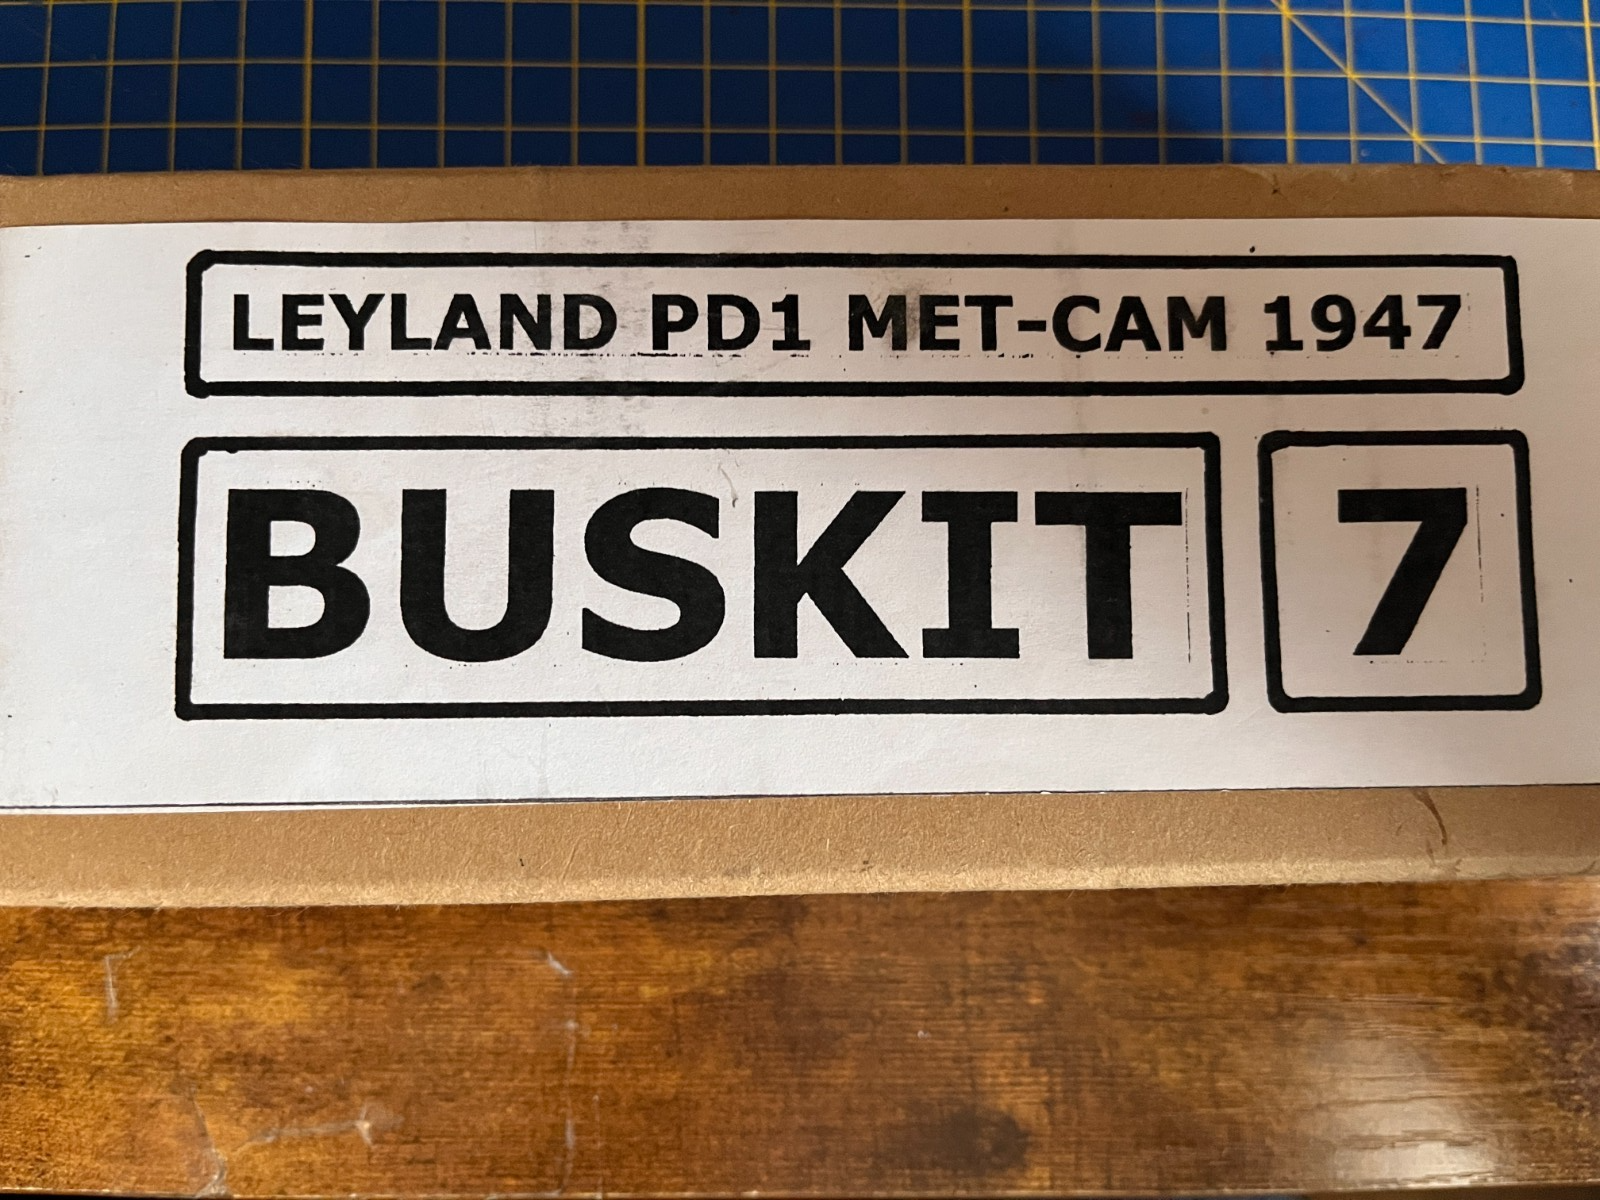 LEYLAND PD1 MET-CAM 1947
BUSKIT 7